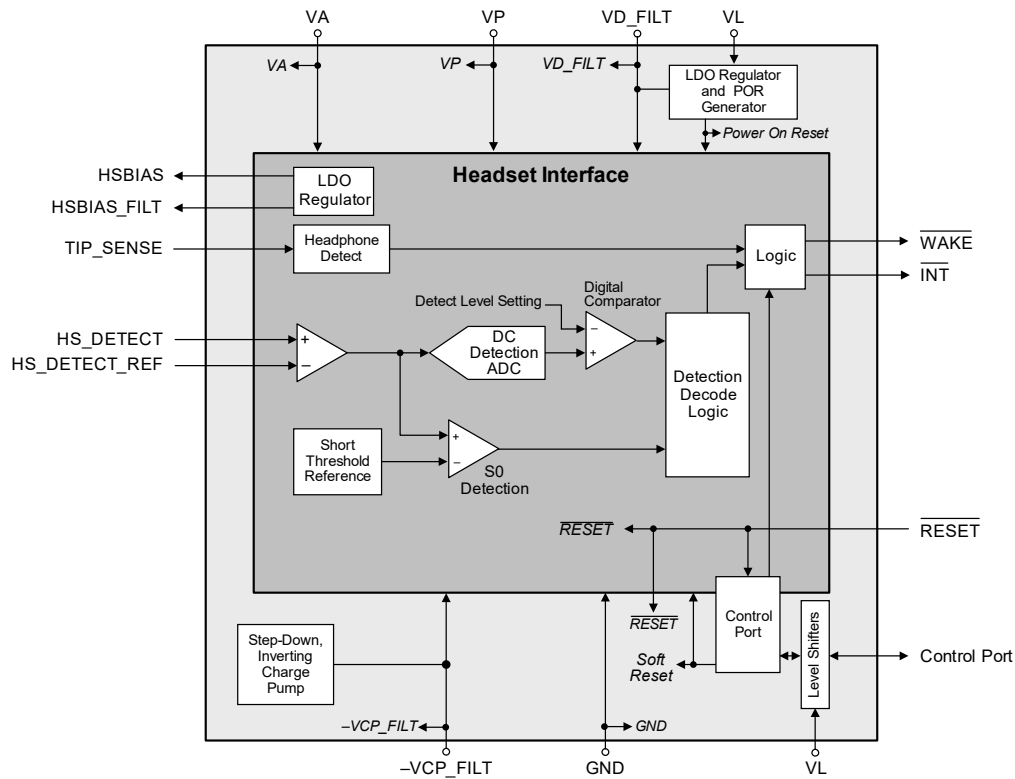 VA
VP
VD_FILT
VL
VA
VP
VD_FILT
LDO Regulator
and POR
Generator
Power On Reset
Headset Interface
HSBIAS
HSBIAS_FILT
LDO
Regulator
TIP_SENSE
Headphone
Detect
Logic
WAKE
INT
Detect Level Setting
Digital
Comparator
HS_DETECT
HS_DETECT_REF
+
–
DC
Detection
ADC
–
+
Detection
Decode
Logic
Short
Threshold
Reference
+
–
S0
Detection
RESET
RESET
RESET
Control
Port
Soft
Reset
Level Shifters
Control Port
Step-Down,
Inverting
Charge
Pump
–VCP_FILT
GND
–VCP_FILT
GND
VL